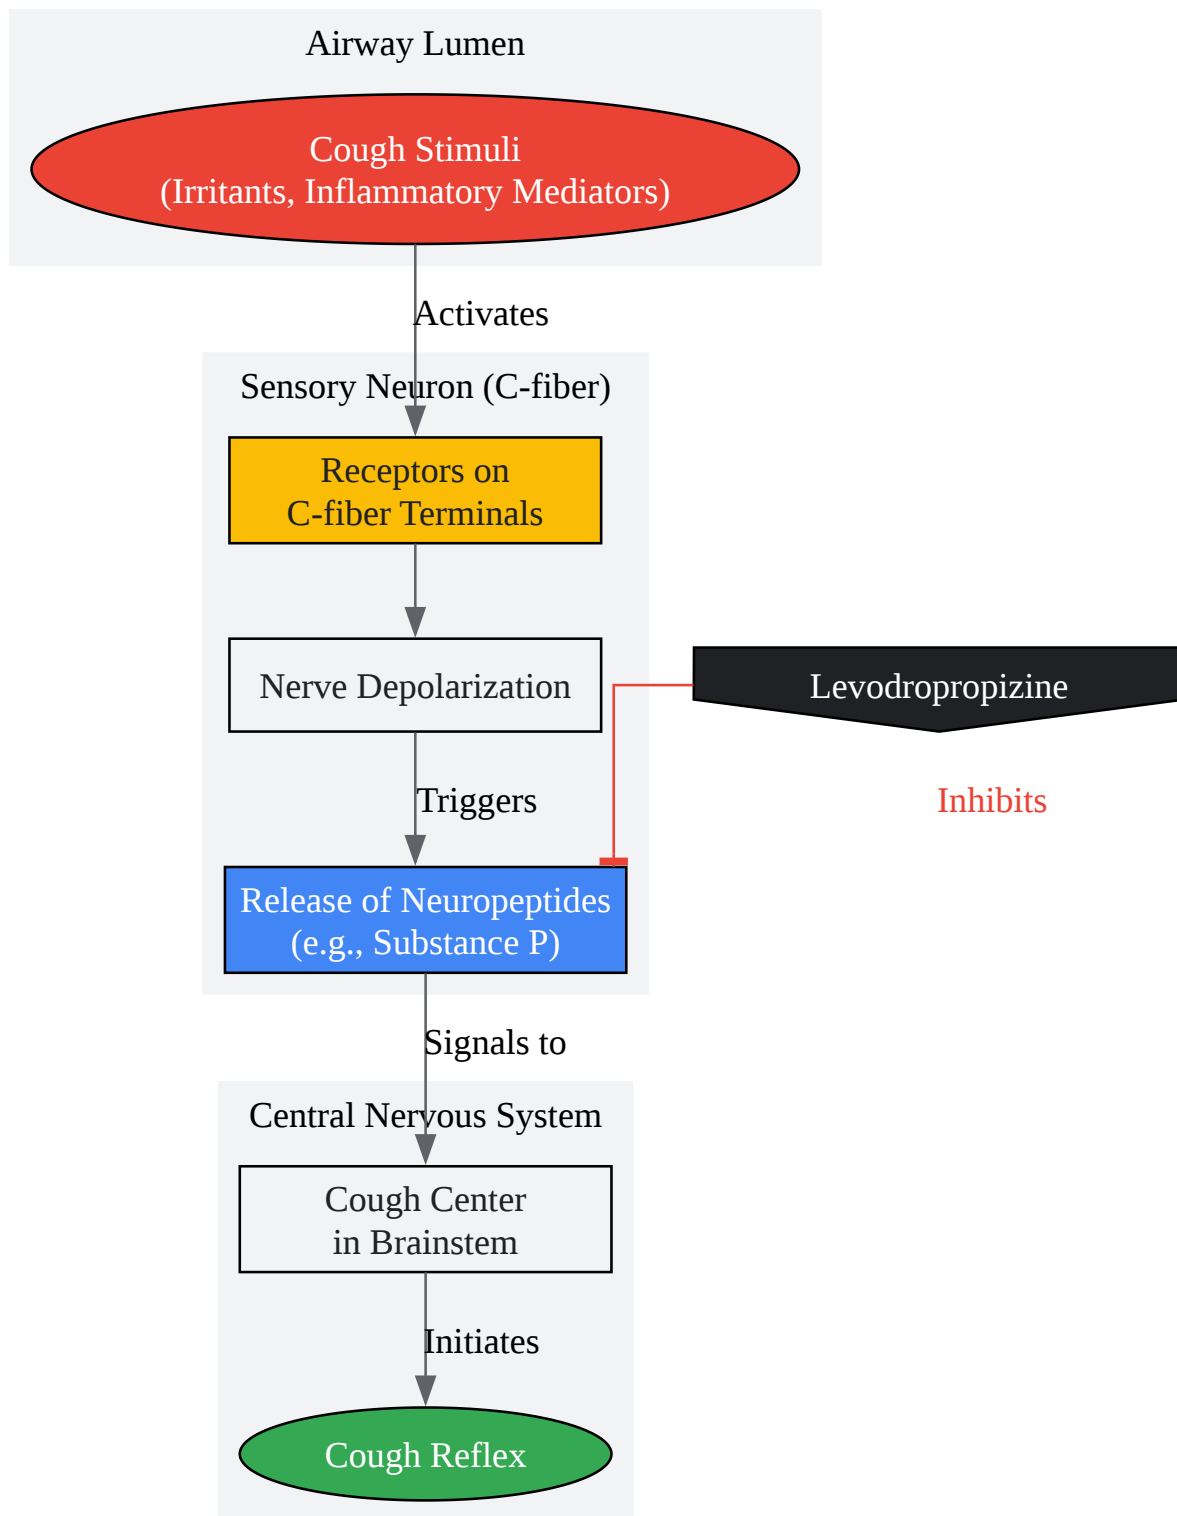 Airway Lumen
Cough Stimuli
(Irritants, Inflammatory Mediators)
Activates
Sensory Neuron (C-fiber)
Receptors on
C-fiber Terminals
Nerve Depolarization
Levodropropizine
Triggers
Inhibits
Release of Neuropeptides
(e.g., Substance P)
Signals to
Central Nervous System
Cough Center
in Brainstem
Initiates
Cough Reflex